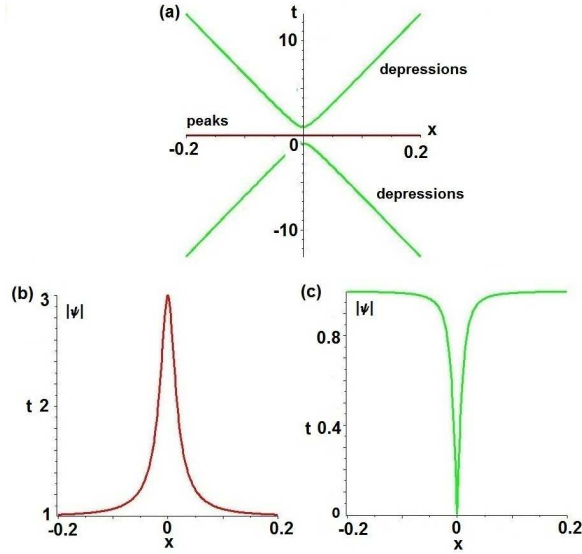 (a)
t
10
depressions
peaks
x
-0.2
0
0.2
depressions
-10
(b)
3
|ψ|
t 2
1
-0.2
0
0.2
x
(c)
|ψ|
0.8
t 0.4
0
-0.2
0
0.2
x